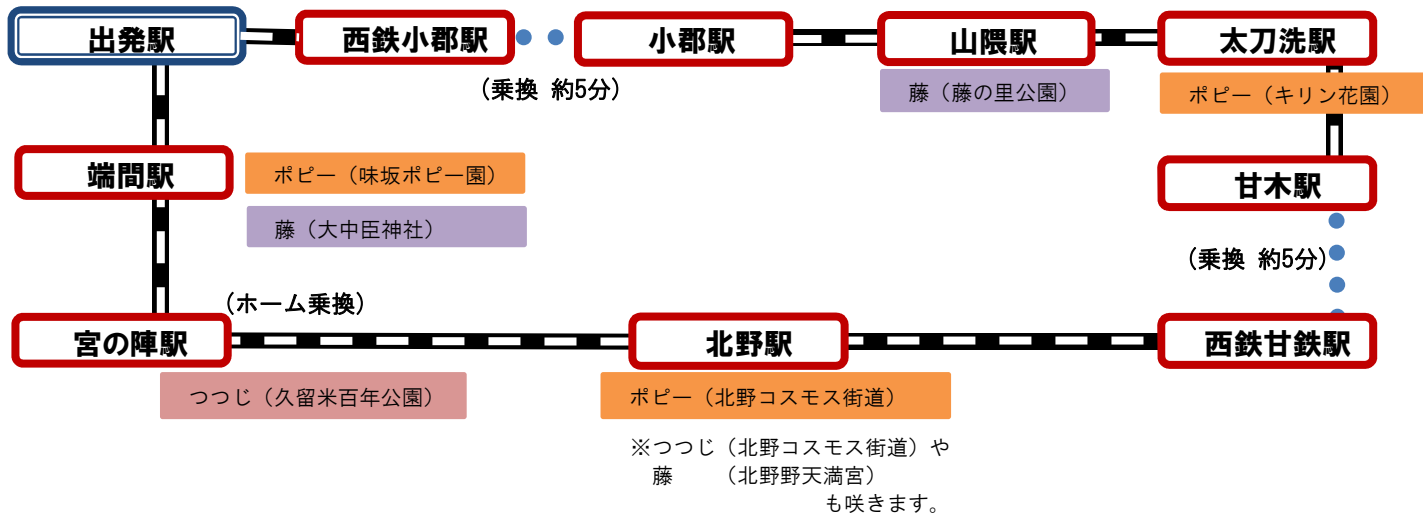 出発駅
西鉄小郡駅
小郡駅
山隈駅
太刀洗駅
(乗換 約5分)
藤（藤の里公園）
ポピー（キリン花園）
端間駅
ポピー（味坂ポピー園）
甘木駅
藤（大中臣神社）
(乗換 約5分)
(ホーム乗換)
宮の陣駅
北野駅
西鉄甘鉄駅
つつじ（久留米百年公園）
ポピー（北野コスモス街道）
※つつじ（北野コスモス街道）や
藤　　（北野野天満宮）
も咲きます。